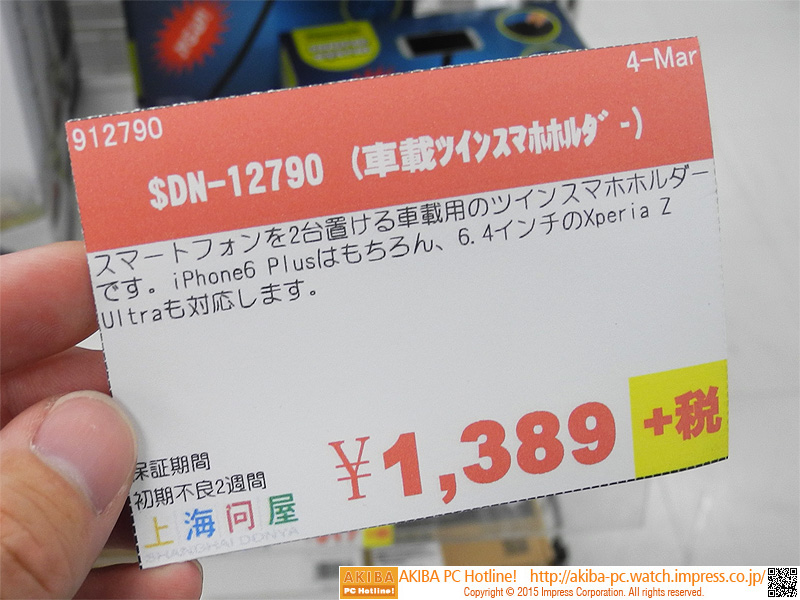 4-Mar
912790
$DN-12790 (車載ツインスマホホルダー)
スマートフォンを2台置ける車載用のツインスマホホルダー
です。iPhone6 Plusはもちろん、6.4インチのXperia Z
Ultraも対応します。
¥1,389 +税
保証期間
初期不良2週間
上海問屋
SHANGHAI DONYA
AKIBA PC Hotline! AKIBA PC Hotline! http://akiba-pc.watch.impress.co.jp/
Copyright © 2015 Impress Corporation. All rights reserved.